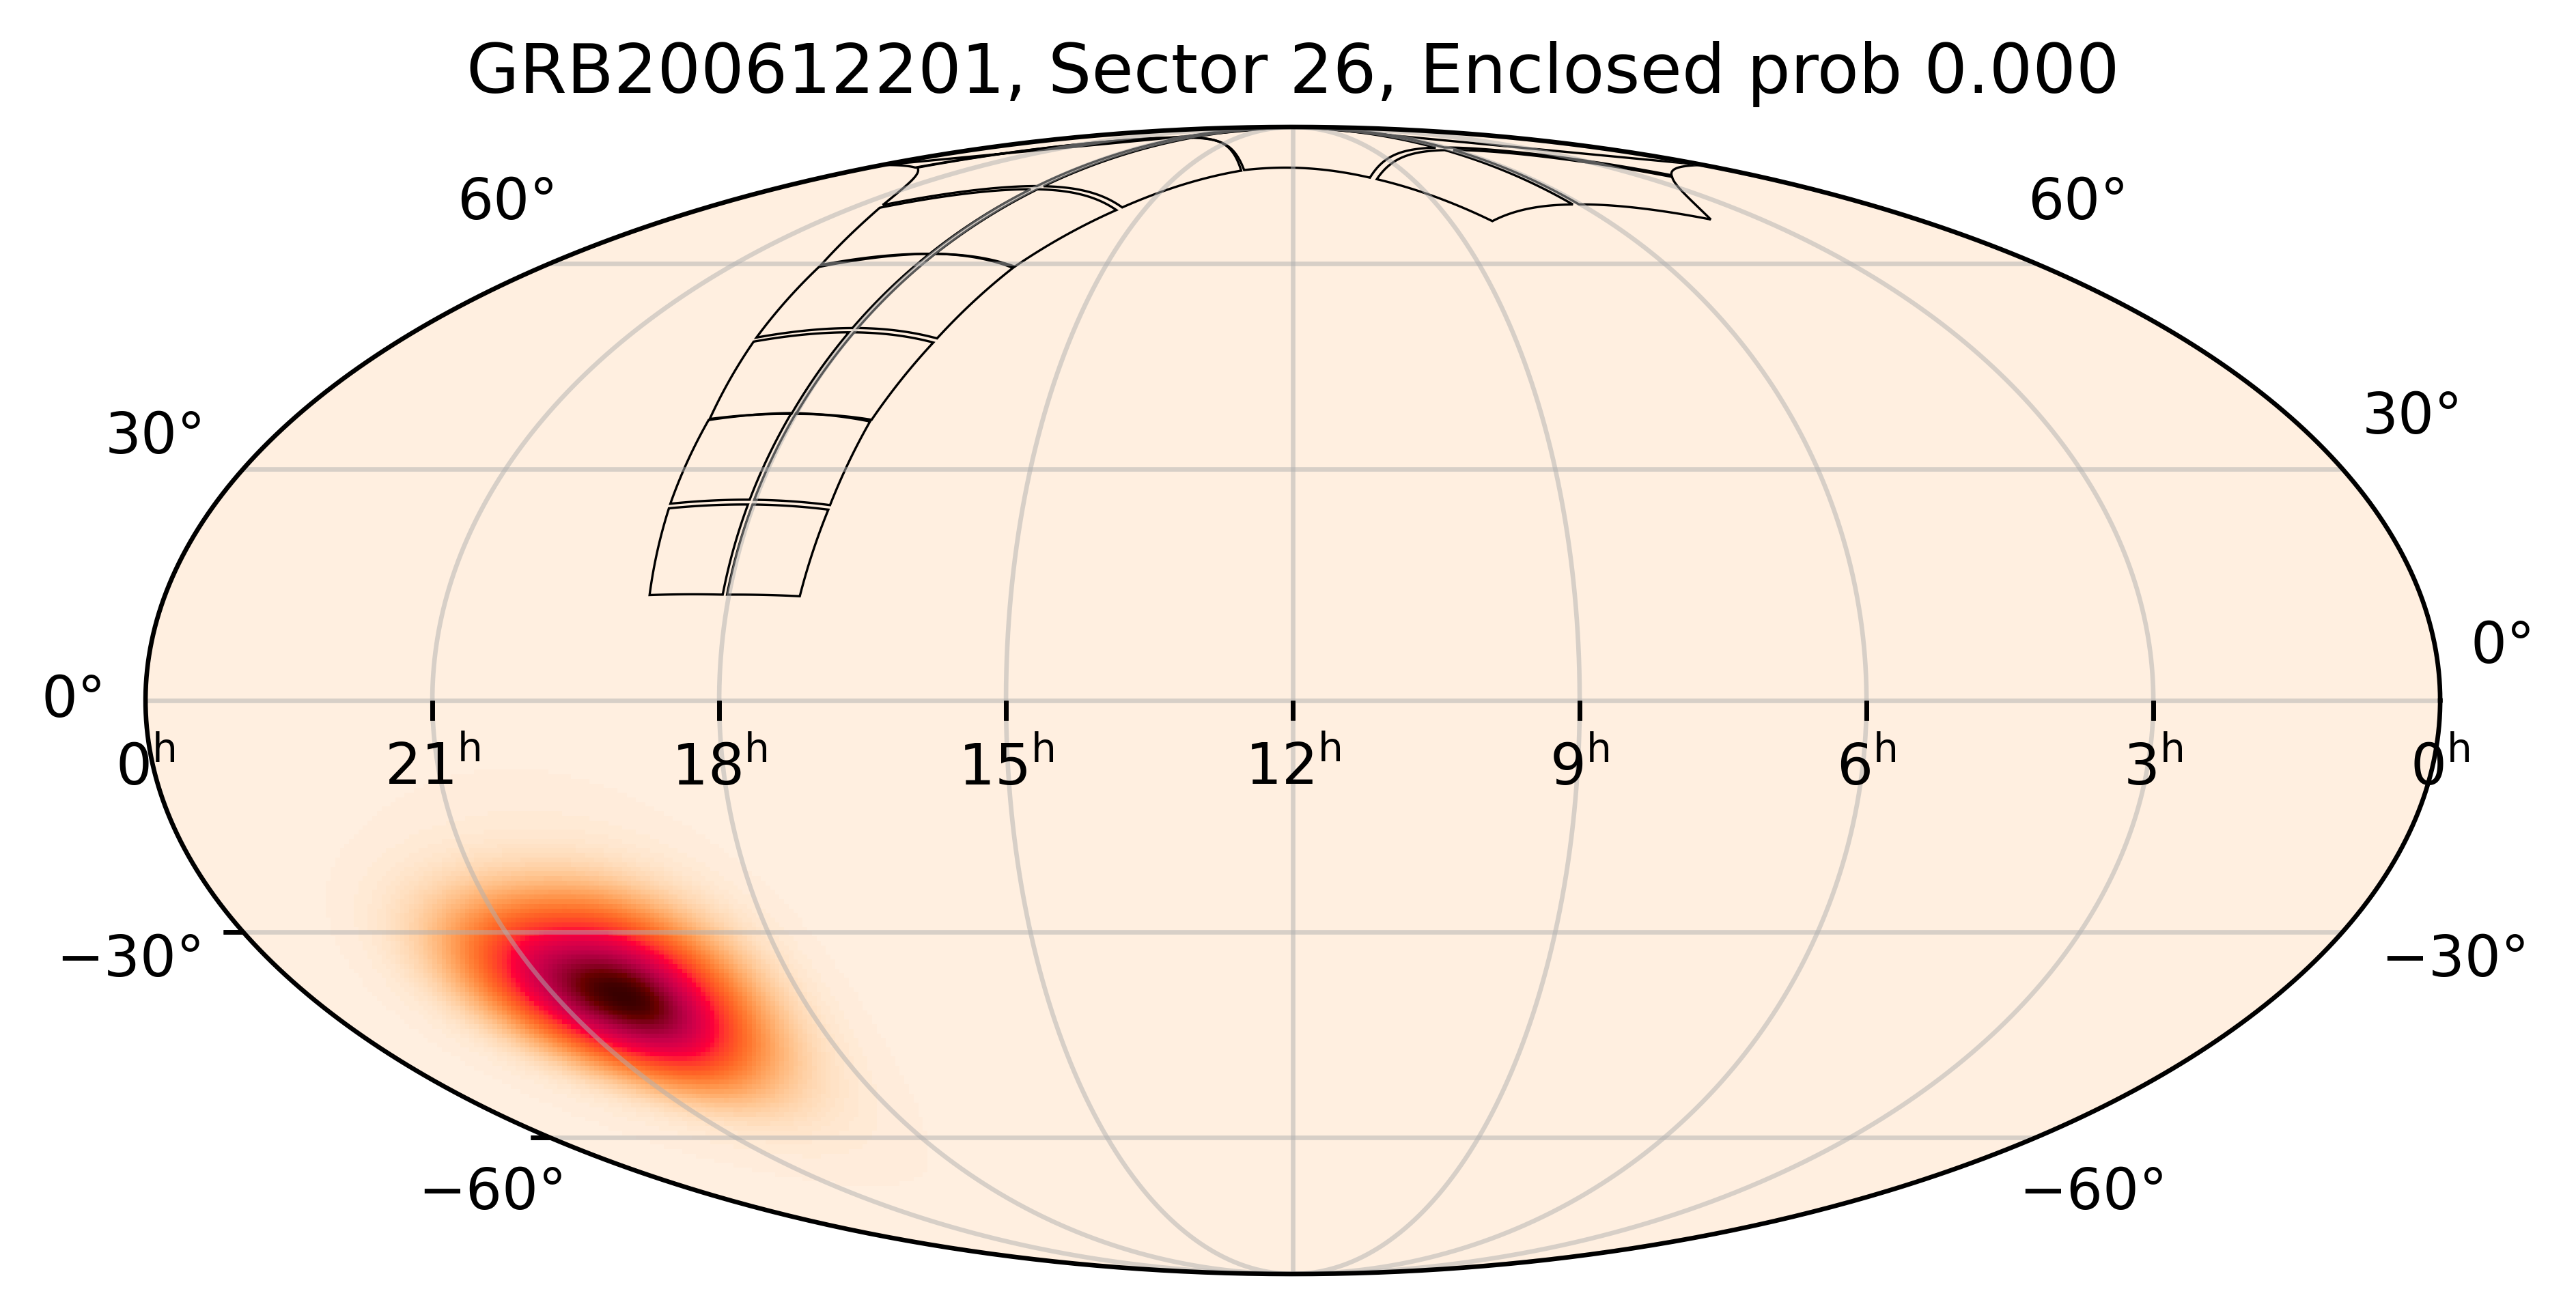 GRB200612201, Sector 26, Enclosed prob 0.000
60° 60°
30° 30°
0° 0°
0ʰ 21ʰ 18ʰ 15ʰ 12ʰ 9ʰ 6ʰ 3ʰ 0ʰ
−30° −30°
−60° −60°